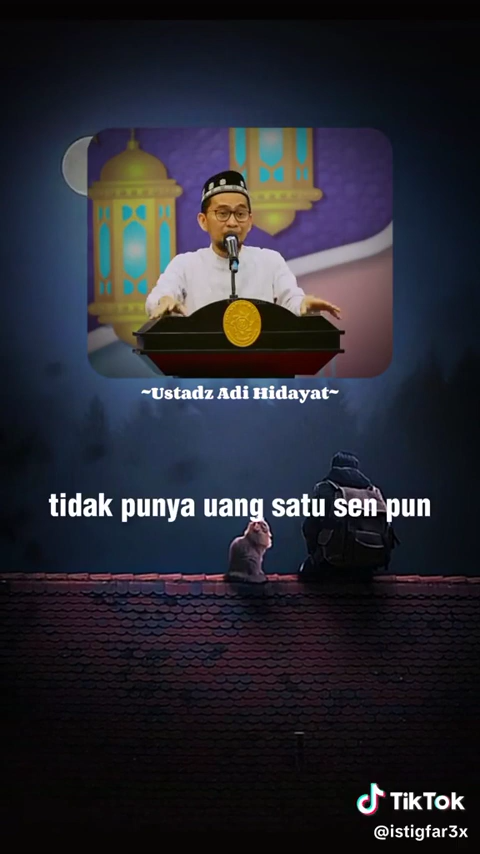 ~Ustadz Adi Hidayat~
tidak punya uang satu sen pun
TikTok
@istigfar3x